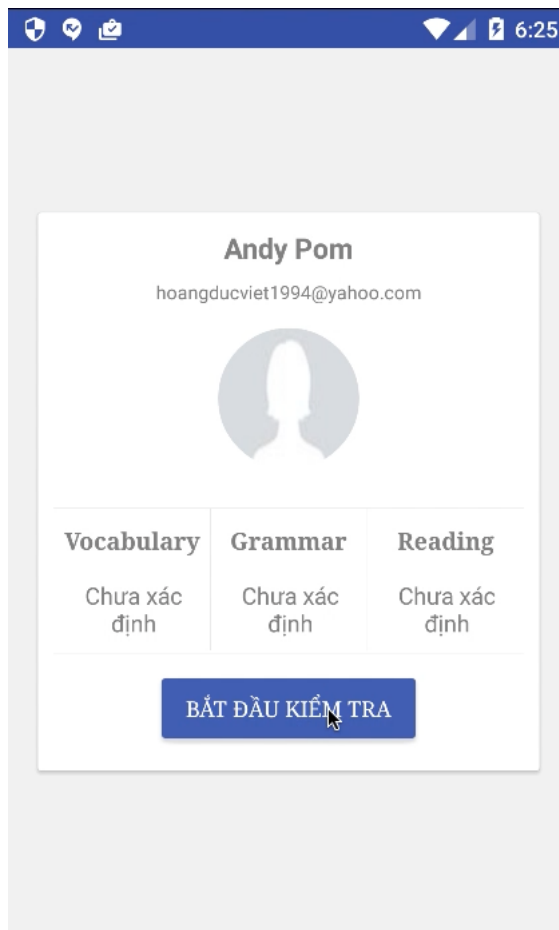 6:25
Andy Pom
hoangducviet1994@yahoo.com
Vocabulary Grammar Reading
Chưa xác Chưa xác Chưa xác
định định định
BẮT ĐẦU KIỂM TRA